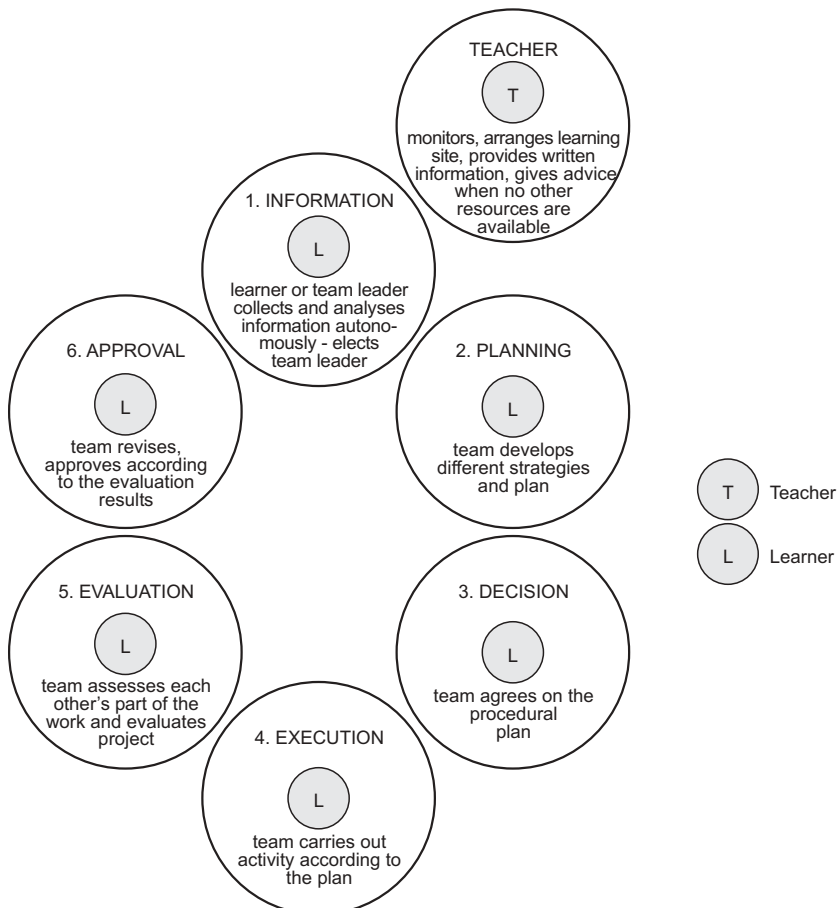 TEACHER
T
monitors, arranges learning
site, provides written
information, gives advice
when no other
resources are
available
1. INFORMATION
L
learner or team leader
collects and analyses
information autono-
mously - elects
team leader
2. PLANNING
L
team develops
different strategies
and plan
3. DECISION
L
team agrees on the
procedural
plan
4. EXECUTION
L
team carries out
activity according to
the plan
5. EVALUATION
L
team assesses each
other's part of the
work and evaluates
project
6. APPROVAL
L
team revises,
approves according
to the evaluation
results
T Teacher
L Learner